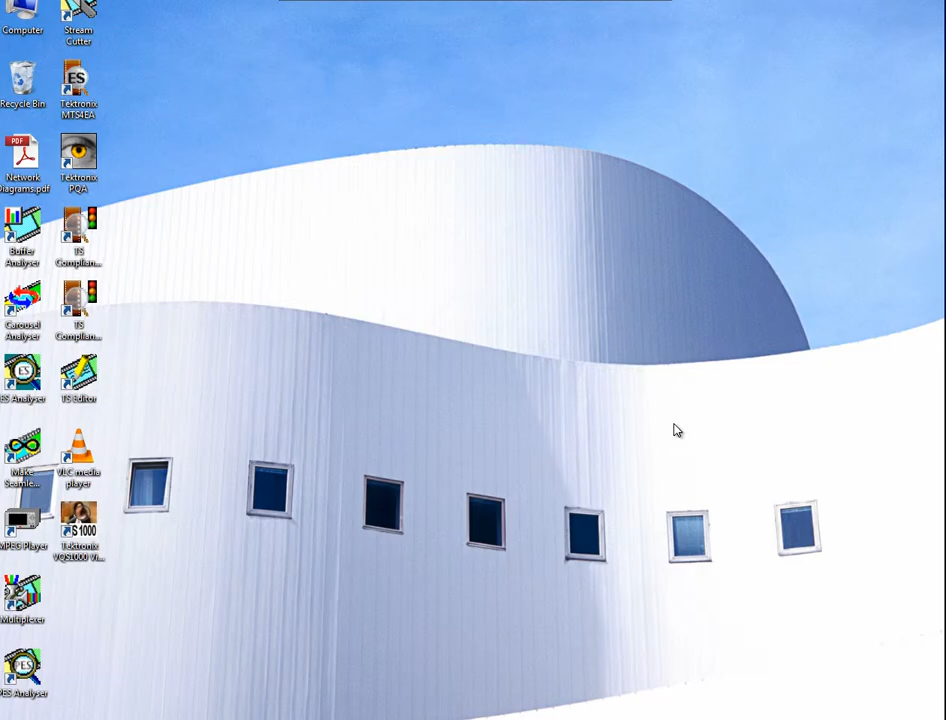 Computer
Stream
Cutter
Recycle Bin
ES
Tektronix
MTS4EA
PDF
Network
Diagrams.pdf
Tektronix
PQA
Buffer
Analyser
TS
Complian...
Carousel
Analyser
TS
Complian...
ES
ES Analyser
TS Editor
Make
Seamle...
VLC media
player
MPEG Player
S 1000
Tektronix
VQS1000 Vi...
Multiplexer
PES
PES Analyser